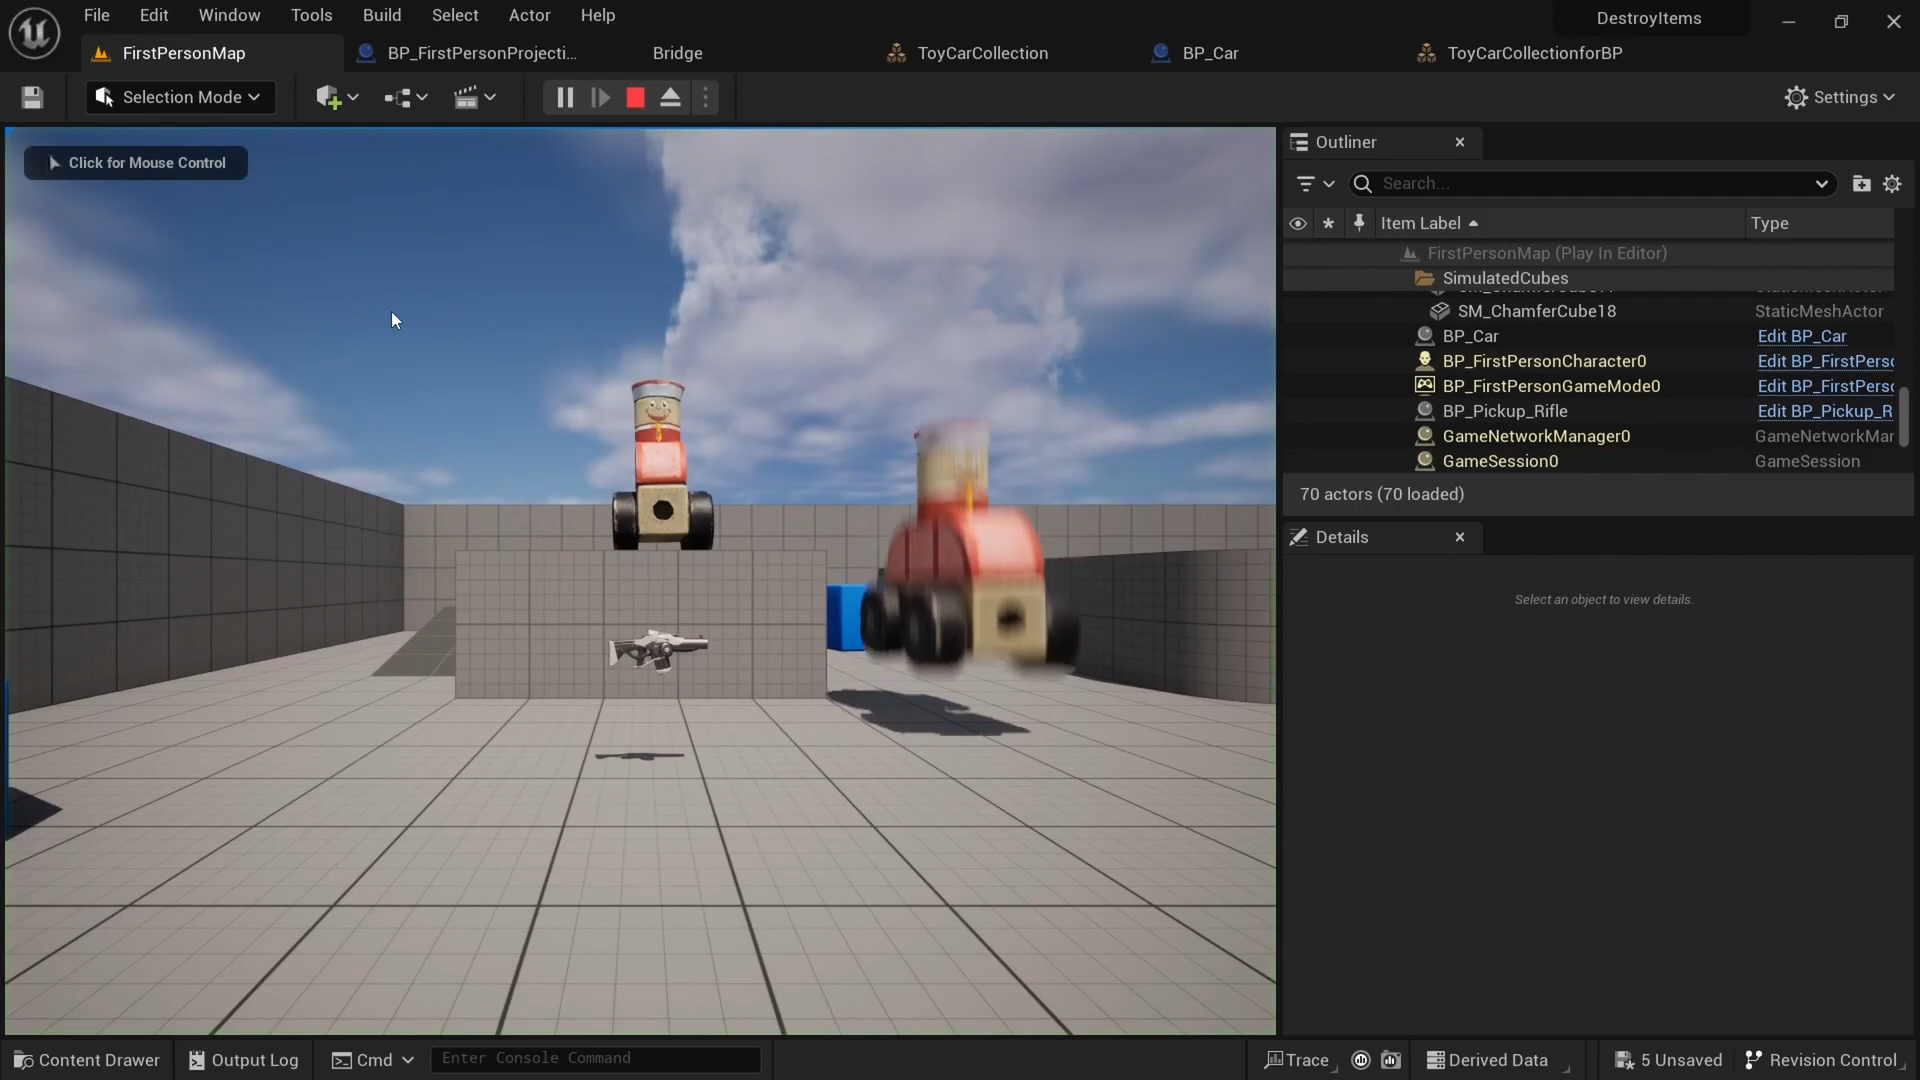 File Edit Window Tools Build Select Actor Help
DestroyItems
FirstPersonMap
BP_FirstPersonProjecti...
Bridge
ToyCarCollection
BP_Car
ToyCarCollectionforBP
Selection Mode
Settings
Click for Mouse Control
Outliner
Search...
Item Label Type
FirstPersonMap (Play In Editor)
SimulatedCubes
SM_ChamferCube18 StaticMeshActor
BP_Car Edit BP_Car
BP_FirstPersonCharacter0 Edit BP_FirstPerso
BP_FirstPersonGameMode0 Edit BP_FirstPerso
BP_Pickup_Rifle Edit BP_Pickup_R
GameNetworkManager0 GameNetworkMar
GameSession0 GameSession
70 actors (70 loaded)
Details
Select an object to view details.
Content Drawer
Output Log
Cmd
Enter Console Command
Trace
Derived Data
5 Unsaved
Revision Control